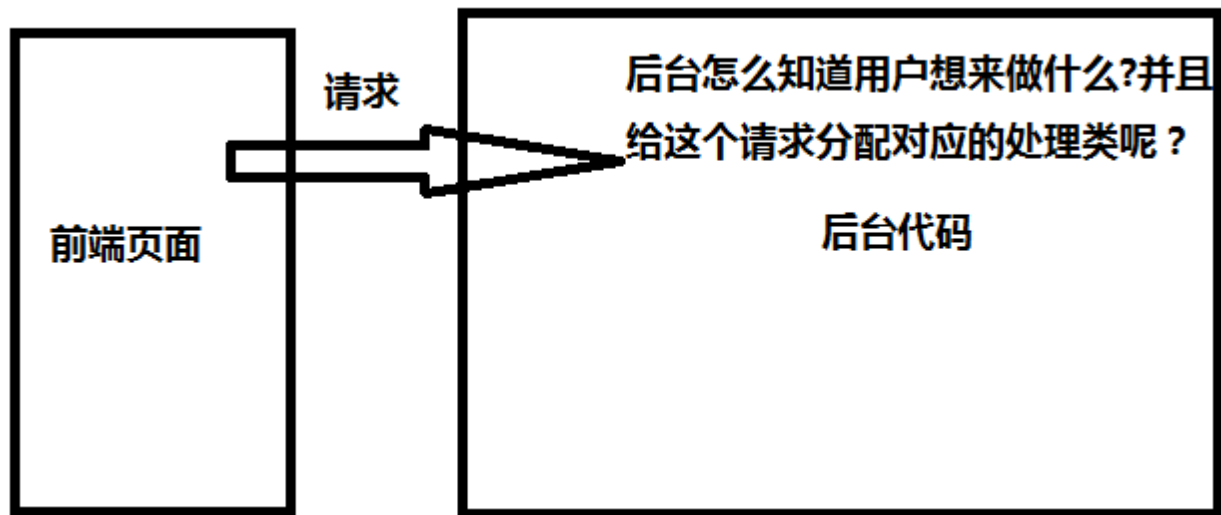 请求
后台怎么知道用户想来做什么?并且
给这个请求分配对应的处理类呢？
前端页面
后台代码